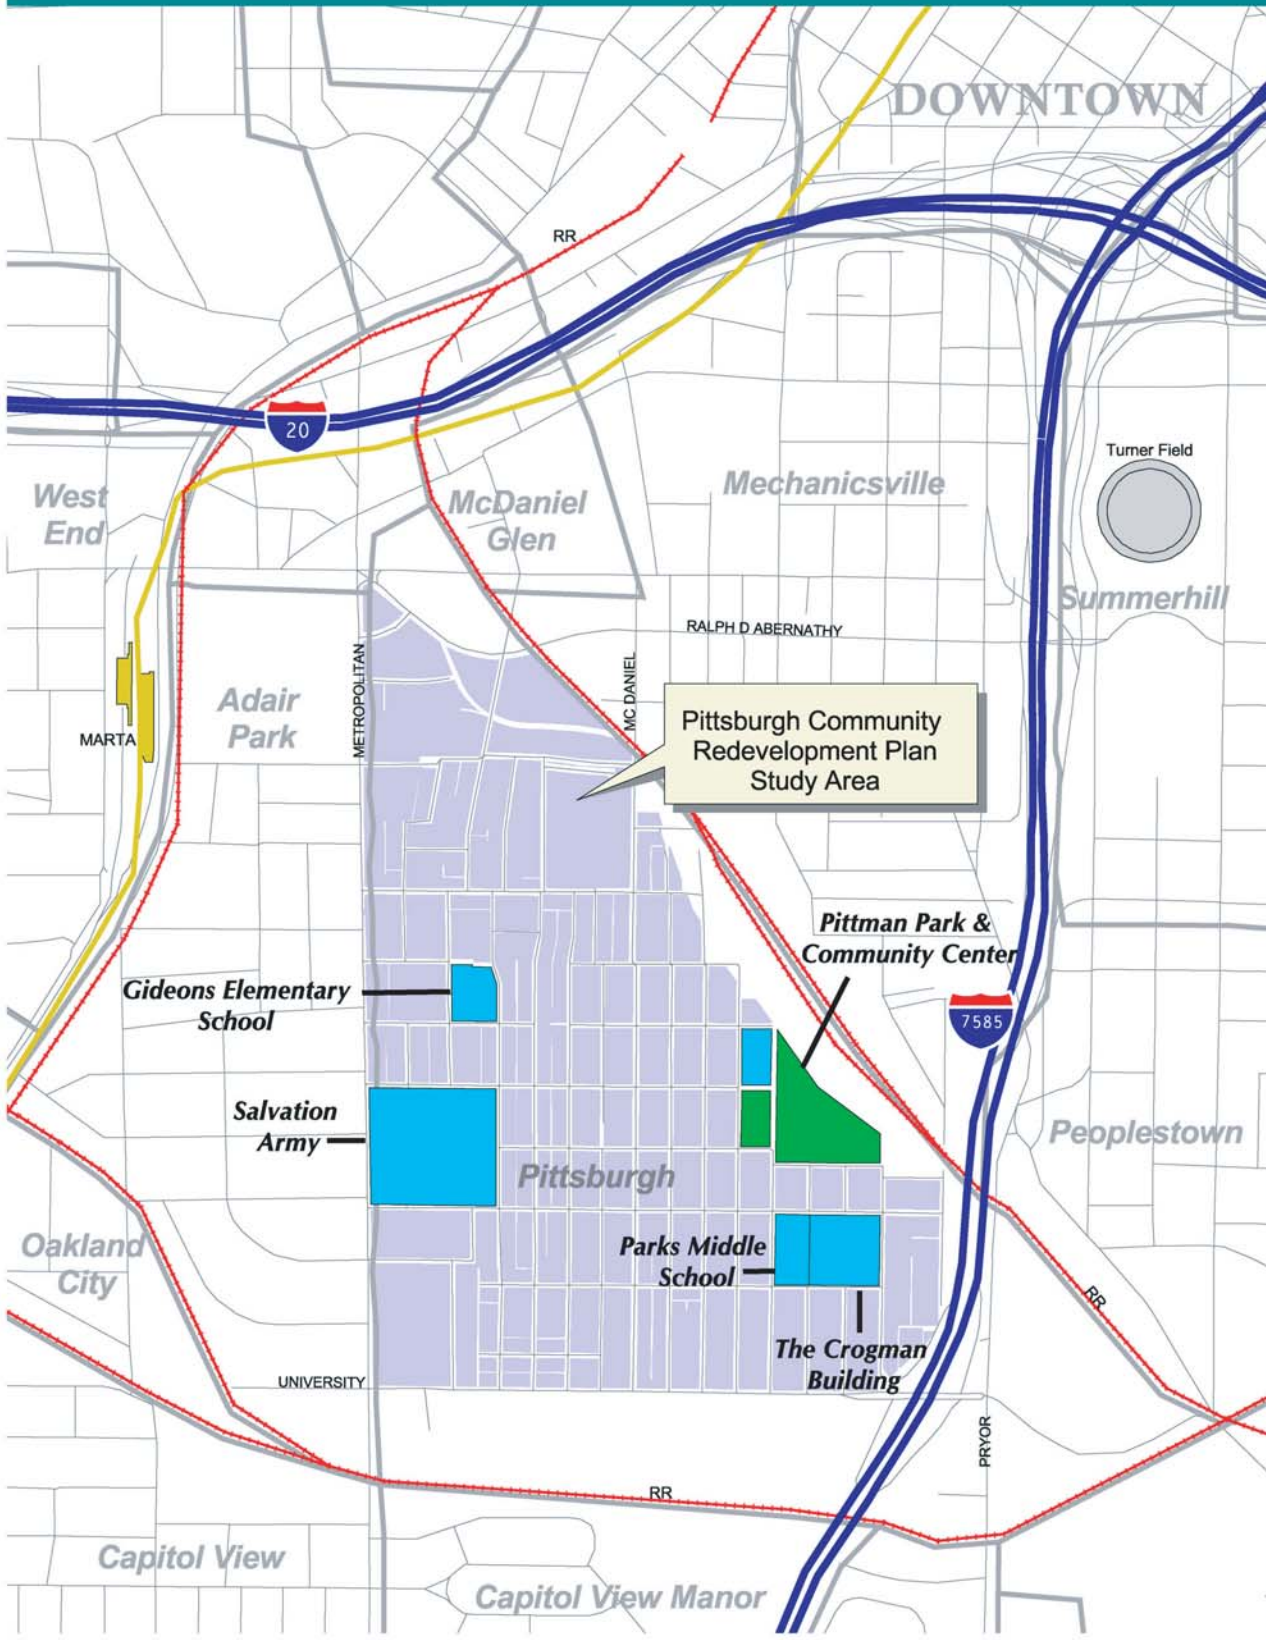 DOWNTOWN
RR
20
Turner Field
West
End
McDaniel
Glen
Mechanicsville
Summerhill
RALPH D ABERNATHY
METROPOLITAN
MC DANIEL
Adair
Park
MARTA
Pittsburgh Community
Redevelopment Plan
Study Area
Pittman Park &
Community Center
Gideons Elementary
School
7585
Salvation
Army
Peoplestown
Pittsburgh
Oakland
City
Parks Middle
School
RR
The Crogman
Building
UNIVERSITY
PRYOR
RR
Capitol View
Capitol View Manor